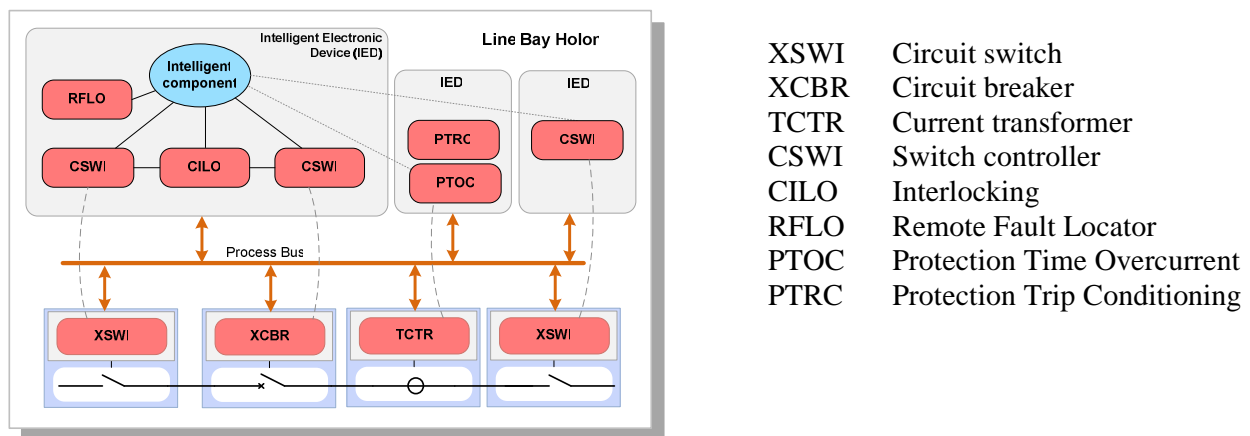 Intelligent Electronic
Device (IED)
Line Bay Holor
Intelligent
component
IED
IED
RFLO
PTRC
CSWI
PTOC
CSWI
CILO
CSWI
Process Bus
XSWI
XCBR
TCTR
XSWI
XSWI Circuit switch
XCBR Circuit breaker
TCTR Current transformer
CSWI Switch controller
CILO Interlocking
RFLO Remote Fault Locator
PTOC Protection Time Overcurrent
PTRC Protection Trip Conditioning